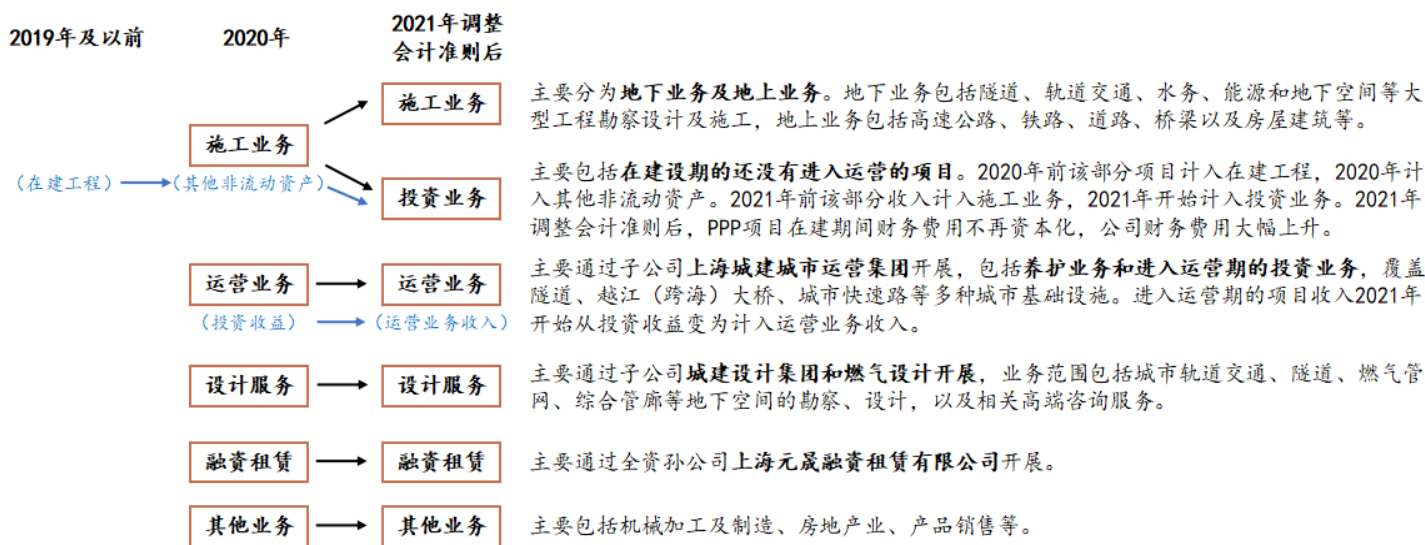 2019年及以前
2020年
2021年调整
会计准则后
施工业务
施工业务
投资业务
（在建工程）
（其他非流动资产）
主要分为地下业务及地上业务。地下业务包括隧道、轨道交通、水务、能源和地下空间等大
型工程勘察设计及施工，地上业务包括高速公路、铁路、道路、桥梁以及房屋建筑等。
主要包括在建设期的还没有进入运营的项目。2020年前该部分项目计入在建工程，2020年计
入其他非流动资产。2021年前该部分收入计入施工业务，2021年开始计入投资业务。2021年
调整会计准则后，PPP项目在建期间财务费用不再资本化，公司财务费用大幅上升。
运营业务
运营业务
（投资收益）
（运营业务收入）
主要通过子公司上海城建城市运营集团开展，包括养护业务和进入运营期的投资业务，覆盖
隧道、越江（跨海）大桥、城市快速路等多种城市基础设施。进入运营期的项目收入2021年
开始从投资收益变为计入运营业务收入。
设计服务
设计服务
主要通过子公司城建设计集团和燃气设计开展，业务范围包括城市轨道交通、隧道、燃气管
网、综合管廊等地下空间的勘察、设计，以及相关高端咨询服务。
融资租赁
融资租赁
主要通过全资孙公司上海元晟融资租赁有限公司开展。
其他业务
其他业务
主要包括机械加工及制造、房地产业、产品销售等。